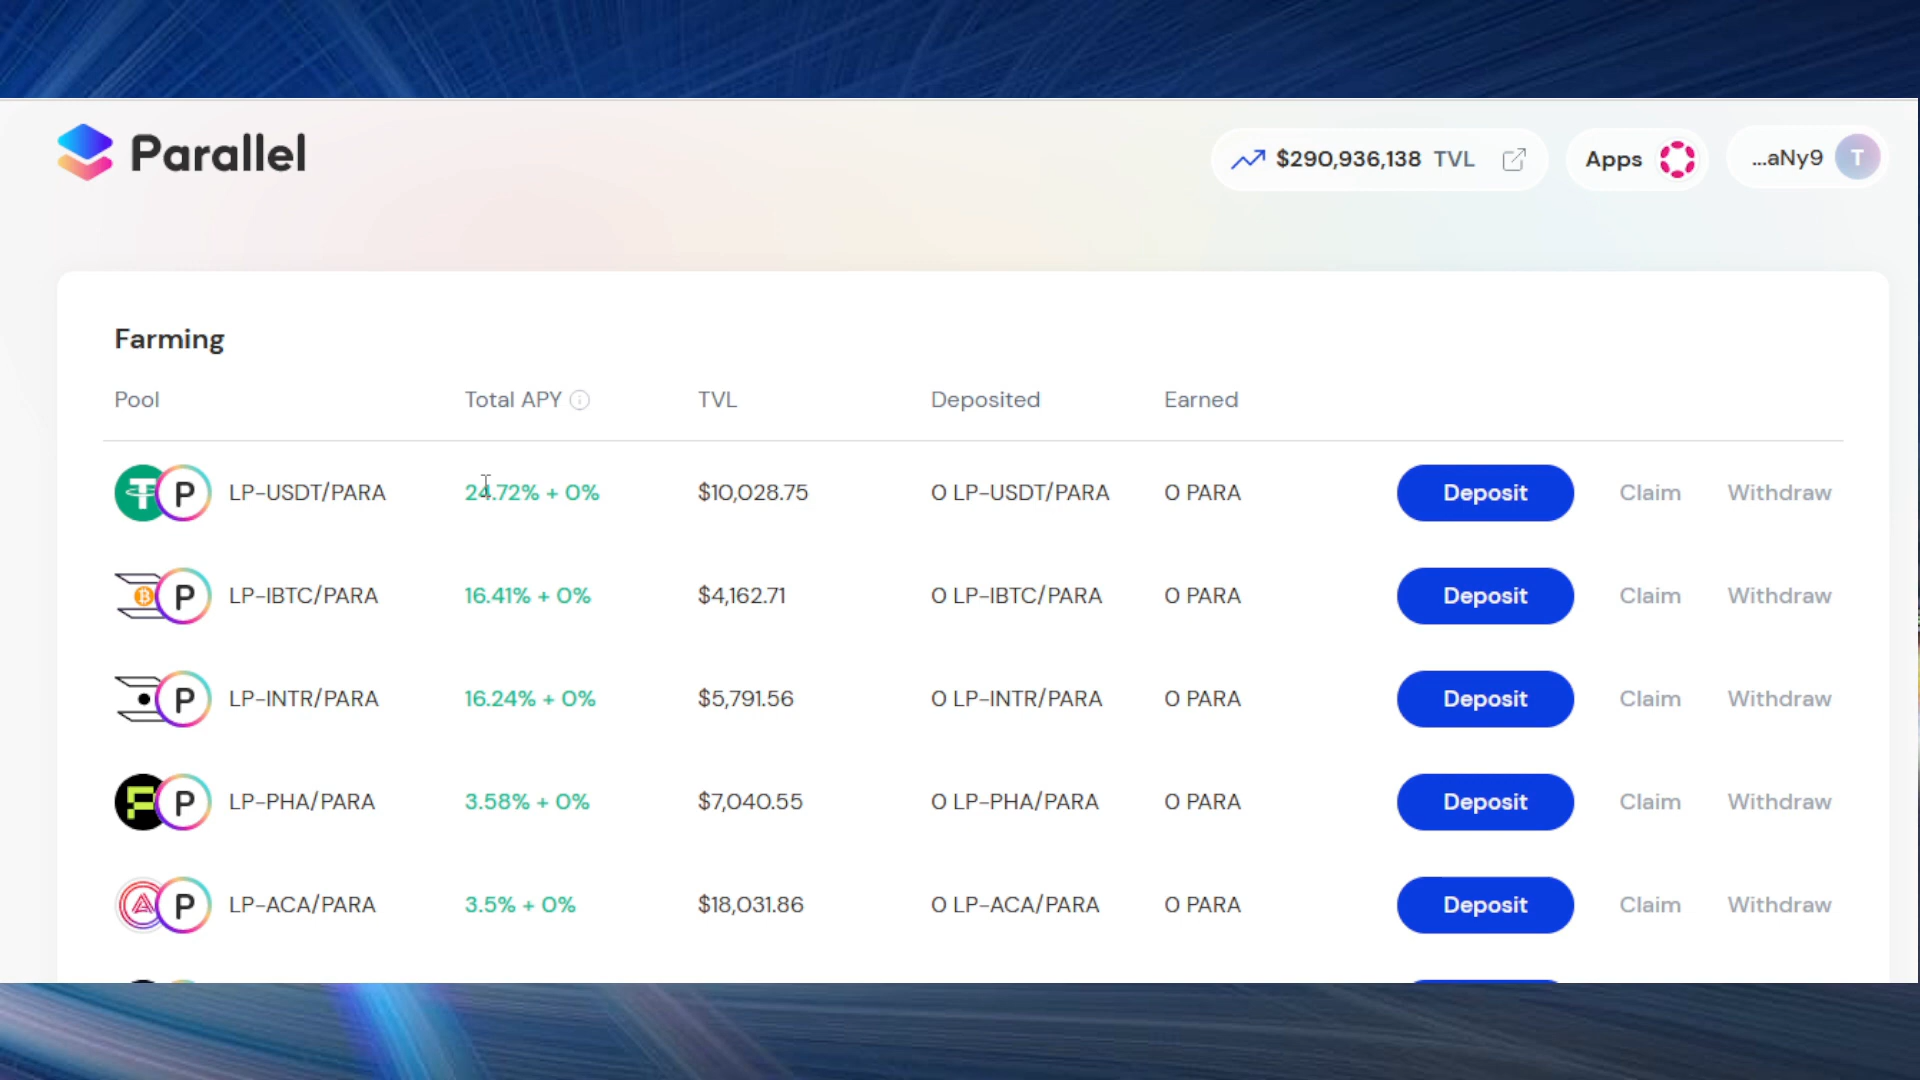 Parallel
$290,936,138 TVL
Apps
...aNy9 T
Farming
Pool Total APY TVL Deposited Earned
LP-USDT/PARA 24.72% + 0% $10,028.75 0 LP-USDT/PARA 0 PARA Deposit Claim Withdraw
LP-IBTC/PARA 16.41% + 0% $4,162.71 0 LP-IBTC/PARA 0 PARA Deposit Claim Withdraw
LP-INTR/PARA 16.24% + 0% $5,791.56 0 LP-INTR/PARA 0 PARA Deposit Claim Withdraw
LP-PHA/PARA 3.58% + 0% $7,040.55 0 LP-PHA/PARA 0 PARA Deposit Claim Withdraw
LP-ACA/PARA 3.5% + 0% $18,031.86 0 LP-ACA/PARA 0 PARA Deposit Claim Withdraw